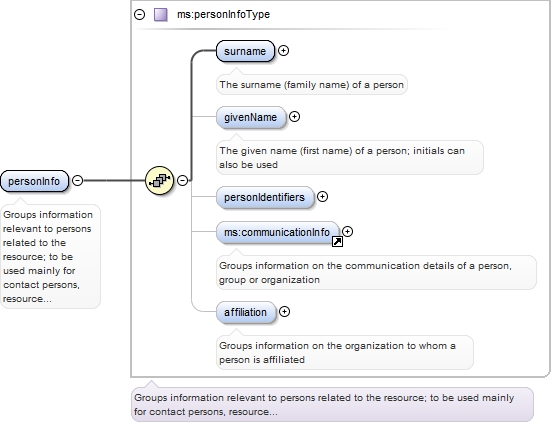 ms:personInfoType
surname
The surname (family name) of a person
givenName
The given name (first name) of a person; initials can
also be used
personInfo
personIdentifiers
Groups information
relevant to persons
related to the
resource; to be
used mainly for
contact persons,
resource...
ms:communicationInfo
Groups information on the communication details of a person,
group or organization
affiliation
Groups information on the organization to whom a
person is affiliated
Groups information relevant to persons related to the resource; to be used mainly
for contact persons, resource...